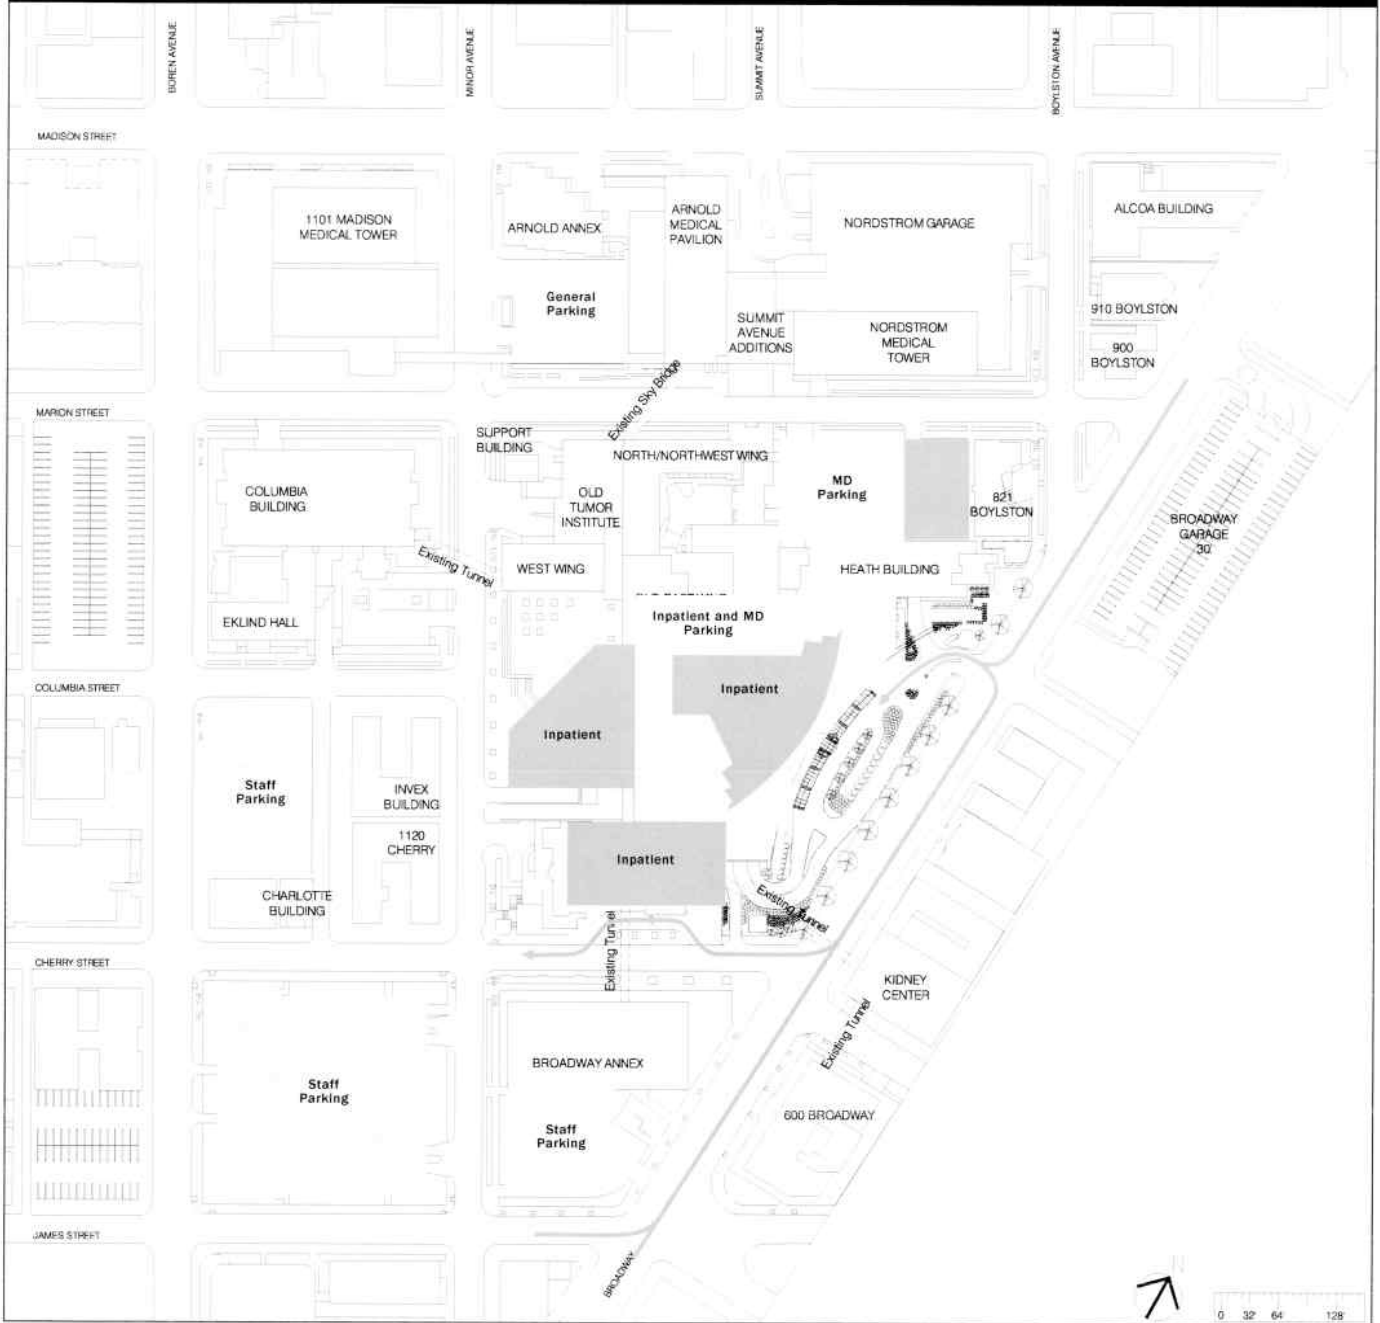 BOREN AVENUE
MINOR AVENUE
SUMMIT AVENUE
BOYLSTON AVENUE
MADISON STREET
1101 MADISON
MEDICAL TOWER
ARNOLD ANNEX
ARNOLD
MEDICAL
PAVILION
NORDSTROM GARAGE
ALCOA BUILDING
General
Parking
SUMMIT
AVENUE
ADDITIONS
NORDSTROM
MEDICAL
TOWER
910 BOYLSTON
900
BOYLSTON
Existing Sky Bridge
MARION STREET
SUPPORT
BUILDING
NORTH/NORTHWEST WING
COLUMBIA
BUILDING
OLD
TUMOR
INSTITUTE
MD
Parking
821
BOYLSTON
BROADWAY
GARAGE
30'
Existing Tunnel
WEST WING
HEATH BUILDING
EKLIND HALL
Inpatient and MD
Parking
COLUMBIA STREET
Inpatient
Inpatient
Staff
Parking
INVEX
BUILDING
1120
CHERRY
Inpatient
CHARLOTTE
BUILDING
Existing Tunnel
Existing Tunnel
CHERRY STREET
KIDNEY
CENTER
Existing Tunnel
BROADWAY ANNEX
Staff
Parking
Staff
Parking
600 BROADWAY
JAMES STREET
BROADWAY
0 32' 64' 128'